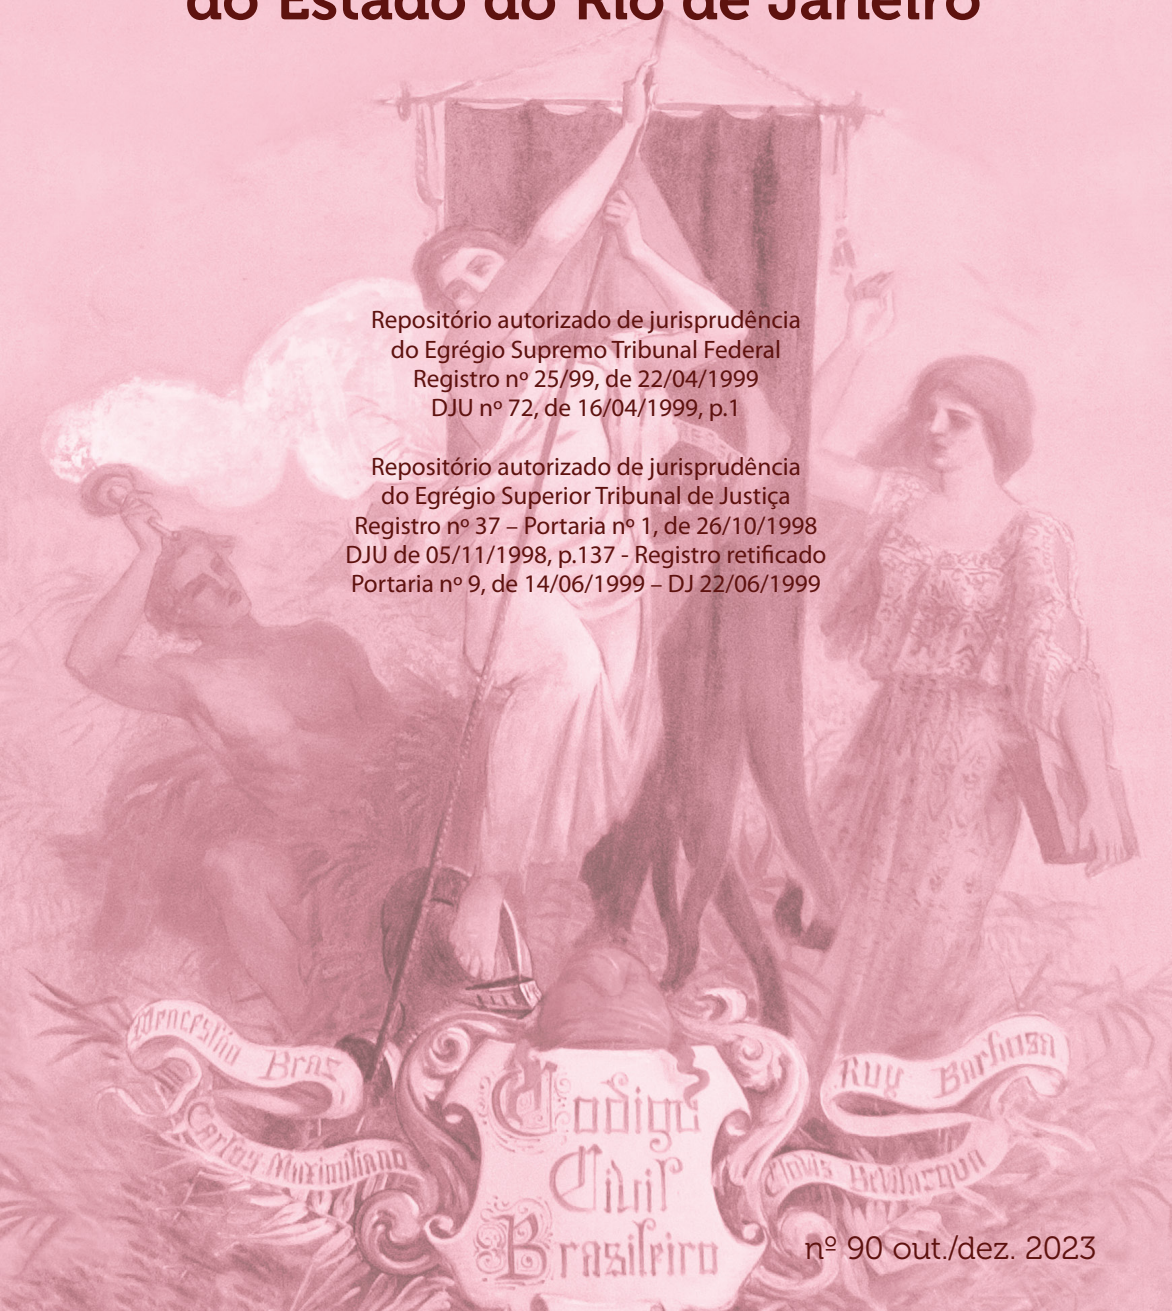 do Estado do Rio de Janeiro
Repositório autorizado de jurisprudência
do Egrégio Supremo Tribunal Federal
Registro nº 25/99, de 22/04/1999
DJU nº 72, de 16/04/1999, p.1
Repositório autorizado de jurisprudência
do Egrégio Superior Tribunal de Justiça
Registro nº 37 – Portaria nº 1, de 26/10/1998
DJU de 05/11/1998, p.137 - Registro retificado
Portaria nº 9, de 14/06/1999 – DJ 22/06/1999
Wenceslau Braz
Ruy Barbosa
Carlos Maximiliano
Clovis Bevilacqua
Codigo
Civil
Brasileiro
nº 90 out./dez. 2023